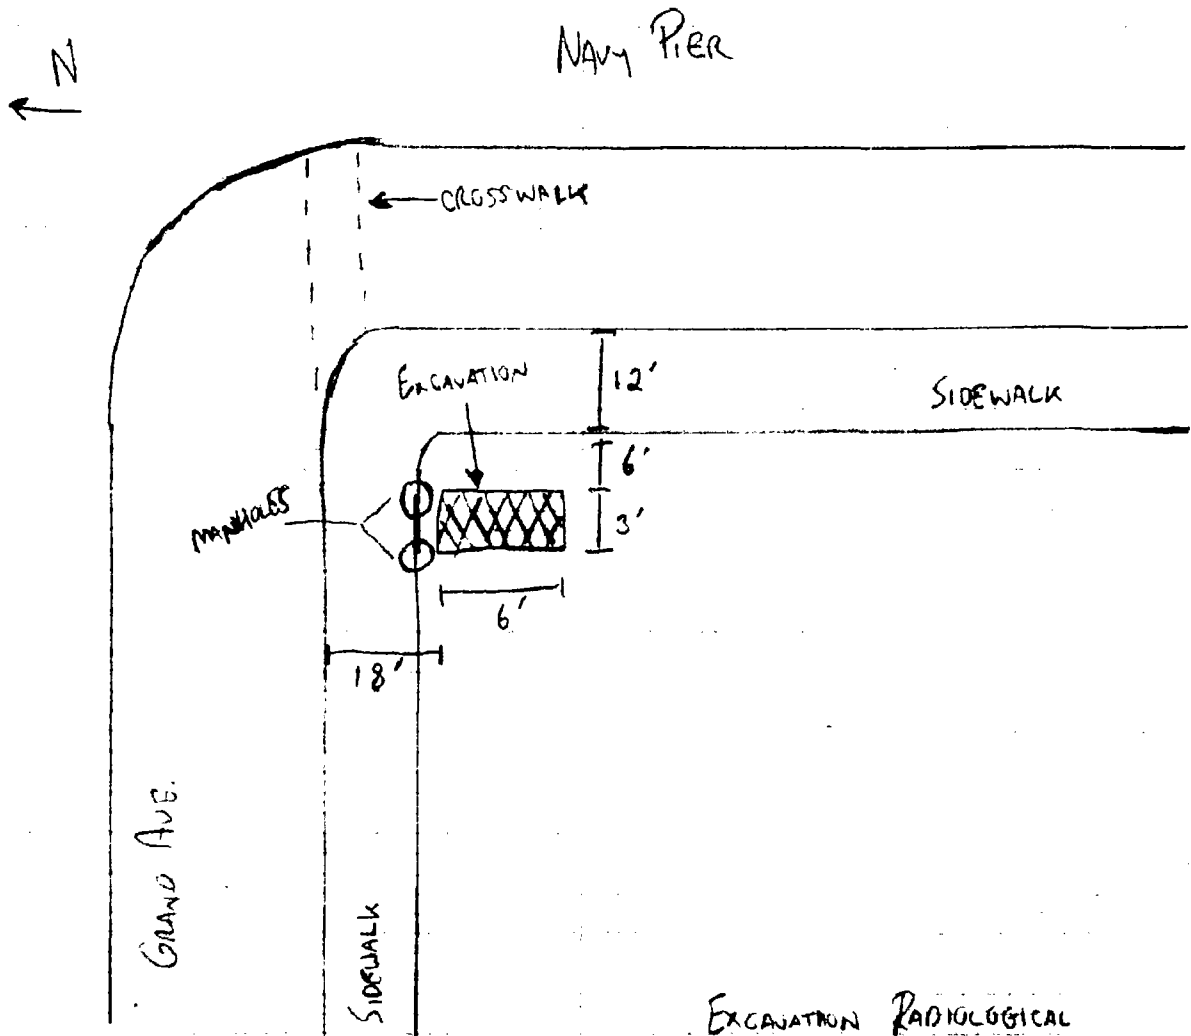 NAVY PIER
N
CROSSWALK
EXCAVATION
12'
SIDEWALK
6'
MANHOLES
3'
6'
18'
GRAND AVE.
SIDEWALK
EXCAVATION RADIOLOGICAL